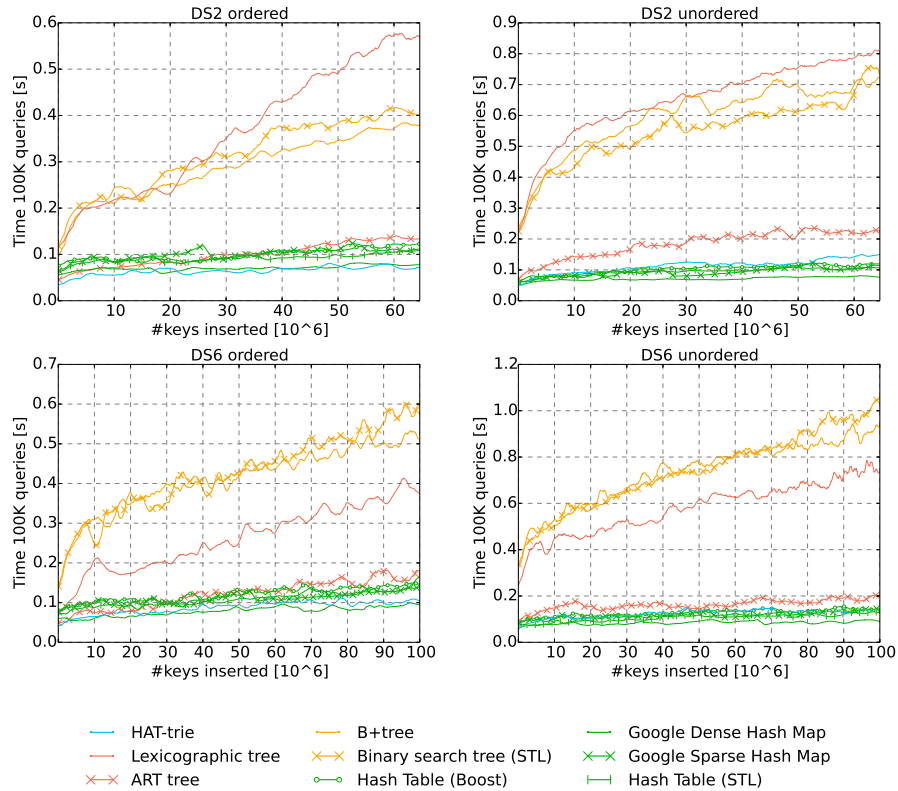 DS2 ordered
DS2 unordered
Time 100K queries [s]
0.6
0.5
0.4
0.3
0.2
0.1
0.0
10 20 30 40 50 60
#keys inserted [10^6]
Time 100K queries [s]
0.9
0.8
0.7
0.6
0.5
0.4
0.3
0.2
0.1
0.0
10 20 30 40 50 60
#keys inserted [10^6]
DS6 ordered
DS6 unordered
Time 100K queries [s]
0.7
0.6
0.5
0.4
0.3
0.2
0.1
0.0
10 20 30 40 50 60 70 80 90 100
#keys inserted [10^6]
Time 100K queries [s]
1.2
1.0
0.8
0.6
0.4
0.2
0.0
10 20 30 40 50 60 70 80 90 100
#keys inserted [10^6]
HAT-trie
Lexicographic tree
ART tree
B+tree
Binary search tree (STL)
Hash Table (Boost)
Google Dense Hash Map
Google Sparse Hash Map
Hash Table (STL)